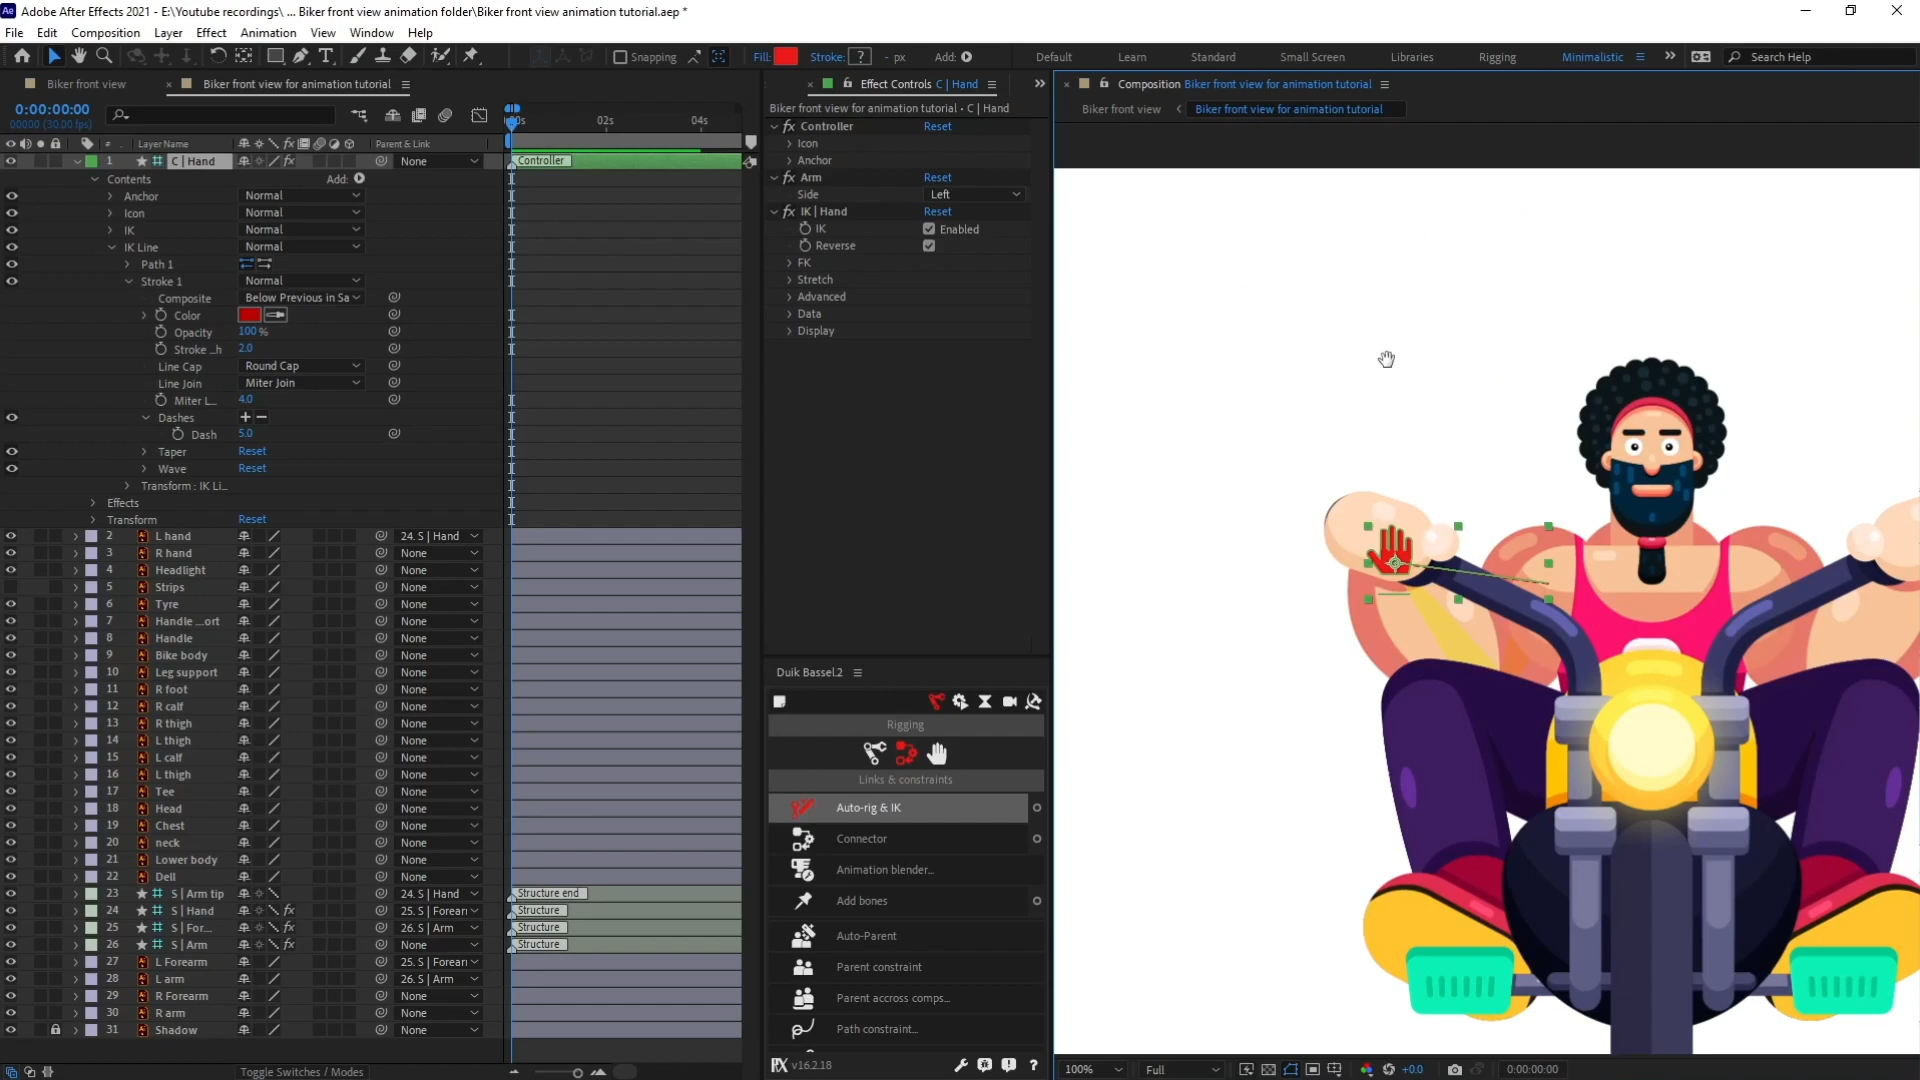 Adobe After Effects 2021 - E:\Youtube recordings\ ... Biker front view animation folder\Biker front view animation tutorial.aep *
File Edit Composition Layer Effect Animation View Window Help
Snapping Fill: Stroke: ? - px Add: Default Learn Standard Small Screen Libraries Rigging Minimalistic Search Help
Biker front view × Biker front view for animation tutorial
0:00:00:00
00000 (30.00 fps)
02s 04s
# Layer Name Parent & Link
1 C | Hand None Controller
Contents Add:
Anchor Normal
Icon Normal
IK Normal
IK Line Normal
Path 1
Stroke 1 Normal
Composite Below Previous in Sa
Color
Opacity 100 %
Stroke ...h 2.0
Line Cap Round Cap
Line Join Miter Join
Miter L... 4.0
Dashes + −
Dash 5.0
Taper Reset
Wave Reset
Transform : IK Li...
Effects
Transform Reset
2 L hand 24. S | Hand
3 R hand None
4 Headlight None
5 Strips None
6 Tyre None
7 Handle ...ort None
8 Handle None
9 Bike body None
10 Leg support None
11 R foot None
12 R calf None
13 R thigh None
14 L thigh None
15 L calf None
16 L thigh None
17 Tee None
18 Head None
19 Chest None
20 neck None
21 Lower body None
22 Dell None
23 S | Arm tip 24. S | Hand Structure end
24 S | Hand 25. S | Forearm Structure
25 S | For... 26. S | Arm Structure
26 S | Arm None Structure
27 L Forearm 25. S | Forearm
28 L arm 26. S | Arm
29 R Forearm None
30 R arm None
31 Shadow None
Toggle Switches / Modes
× Effect Controls C | Hand
Biker front view for animation tutorial • C | Hand
fx Controller Reset
Icon
Anchor
fx Arm Reset
Side Left
fx IK | Hand Reset
IK Enabled
Reverse
FK
Stretch
Advanced
Data
Display
Duik Bassel.2
Rigging
Links & constraints
Auto-rig & IK
Connector
Animation blender...
Add bones
Auto-Parent
Parent constraint
Parent accross comps...
Path constraint...
v16.2.18 ?
× Composition Biker front view for animation tutorial
Biker front view < Biker front view for animation tutorial
100% Full +0.0 0:00:00:00